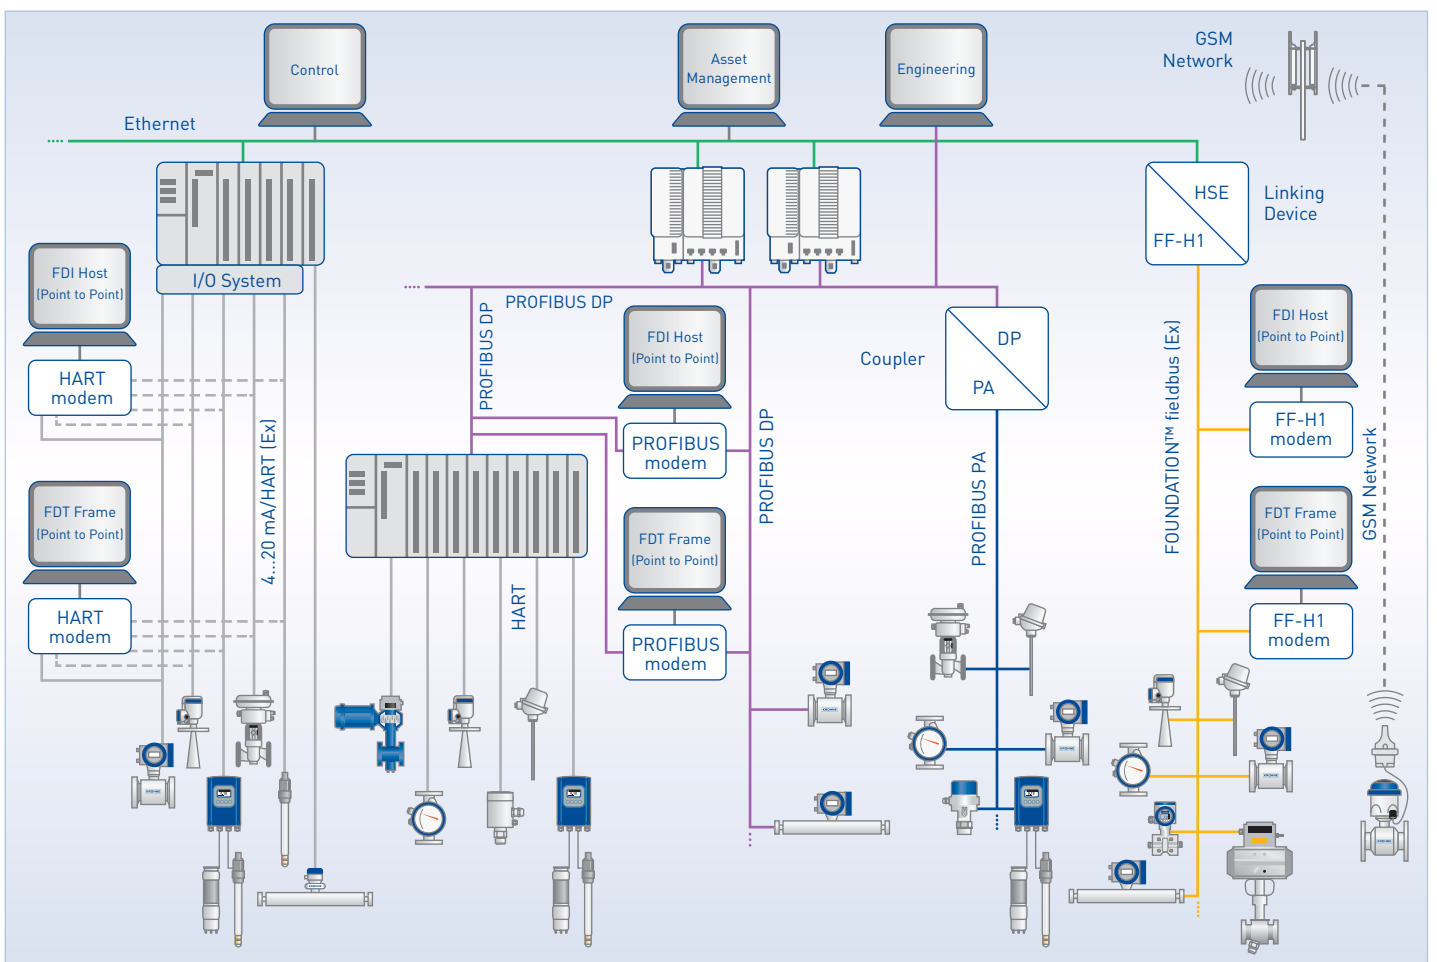 Control
Asset
Management
Engineering
GSM
Network
Ethernet
HSE
FF-H1
Linking
Device
I/O System
FDI Host
(Point to Point)
HART
modem
FDT Frame
(Point to Point)
HART
modem
4...20 mA/HART (Ex)
PROFIBUS DP
PROFIBUS DP
FDI Host
(Point to Point)
PROFIBUS
modem
FDT Frame
(Point to Point)
PROFIBUS
modem
HART
PROFIBUS DP
Coupler
DP
PA
PROFIBUS PA
FOUNDATION™ fieldbus (Ex)
FDI Host
(Point to Point)
FF-H1
modem
FDT Frame
(Point to Point)
FF-H1
modem
GSM Network
KROHNE
KROHNE
KROHNE
KROHNE